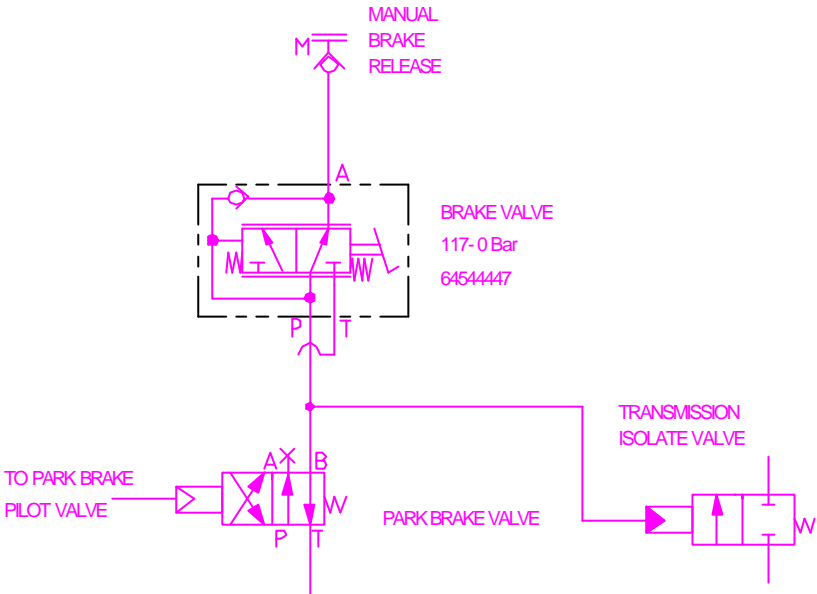 MANUAL
BRAKE
RELEASE
M
A
BRAKE VALVE
117- 0 Bar
64544447
P T
TRANSMISSION
ISOLATE VALVE
A B
TO PARK BRAKE
PILOT VALVE
PARK BRAKE VALVE
P T